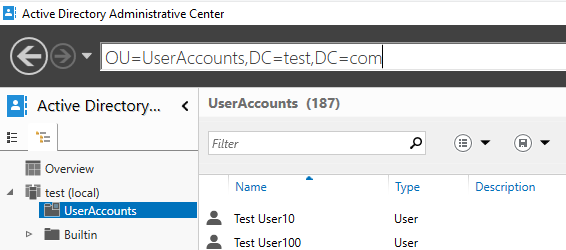 Active Directory Administrative Center
OU=UserAccounts,DC=test,DC=com
Active Directory...
UserAccounts (187)
Filter
Overview
Name Type Description
test (local)
UserAccounts
Test User10 User
Builtin
Test User100 User